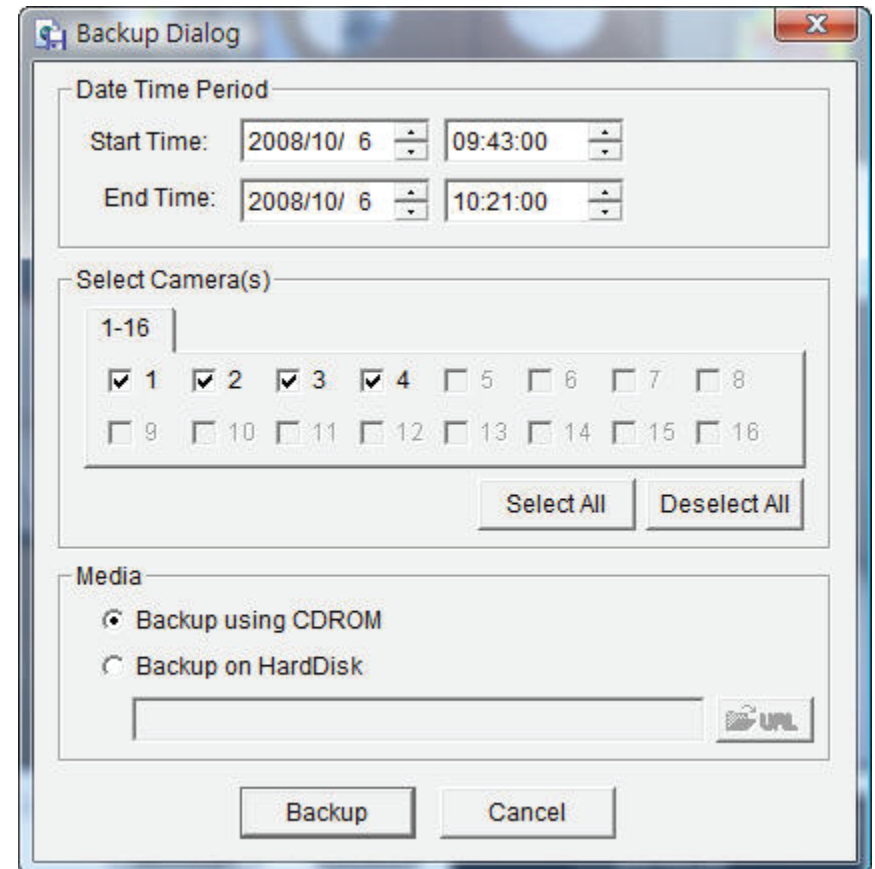 Backup Dialog
Date Time Period
Start Time: 2008/10/ 6 09:43:00
End Time: 2008/10/ 6 10:21:00
Select Camera(s)
1-16
1 2 3 4 5 6 7 8
9 10 11 12 13 14 15 16
Select All Deselect All
Media
Backup using CDROM
Backup on HardDisk
URL
Backup Cancel